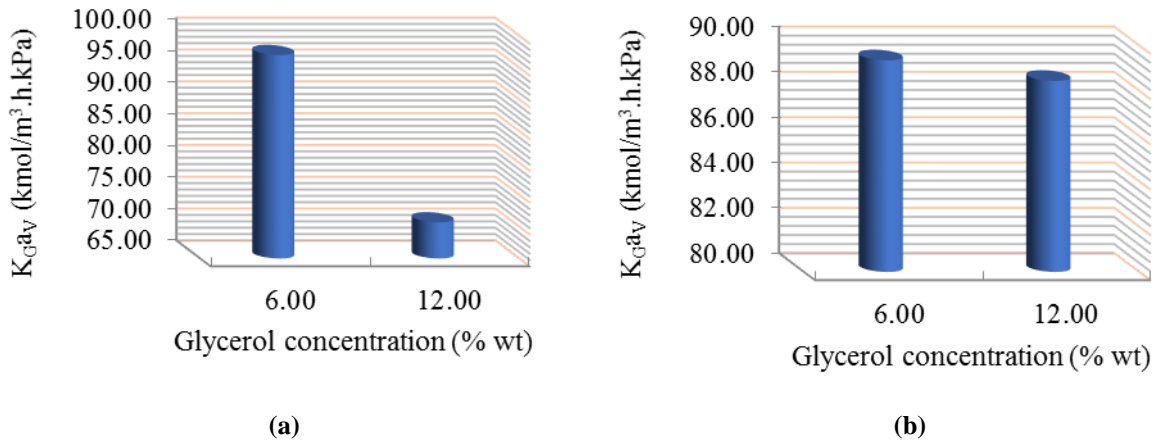 100.00
95.00
90.00
85.00
80.00
75.00
70.00
65.00
K_Ga_V (kmol/m³.h.kPa)
6.00 12.00
Glycerol concentration (% wt)
(a)
90.00
88.00
86.00
84.00
82.00
80.00
K_Ga_V (kmol/m³.h.kPa)
6.00 12.00
Glycerol concentration (% wt)
(b)